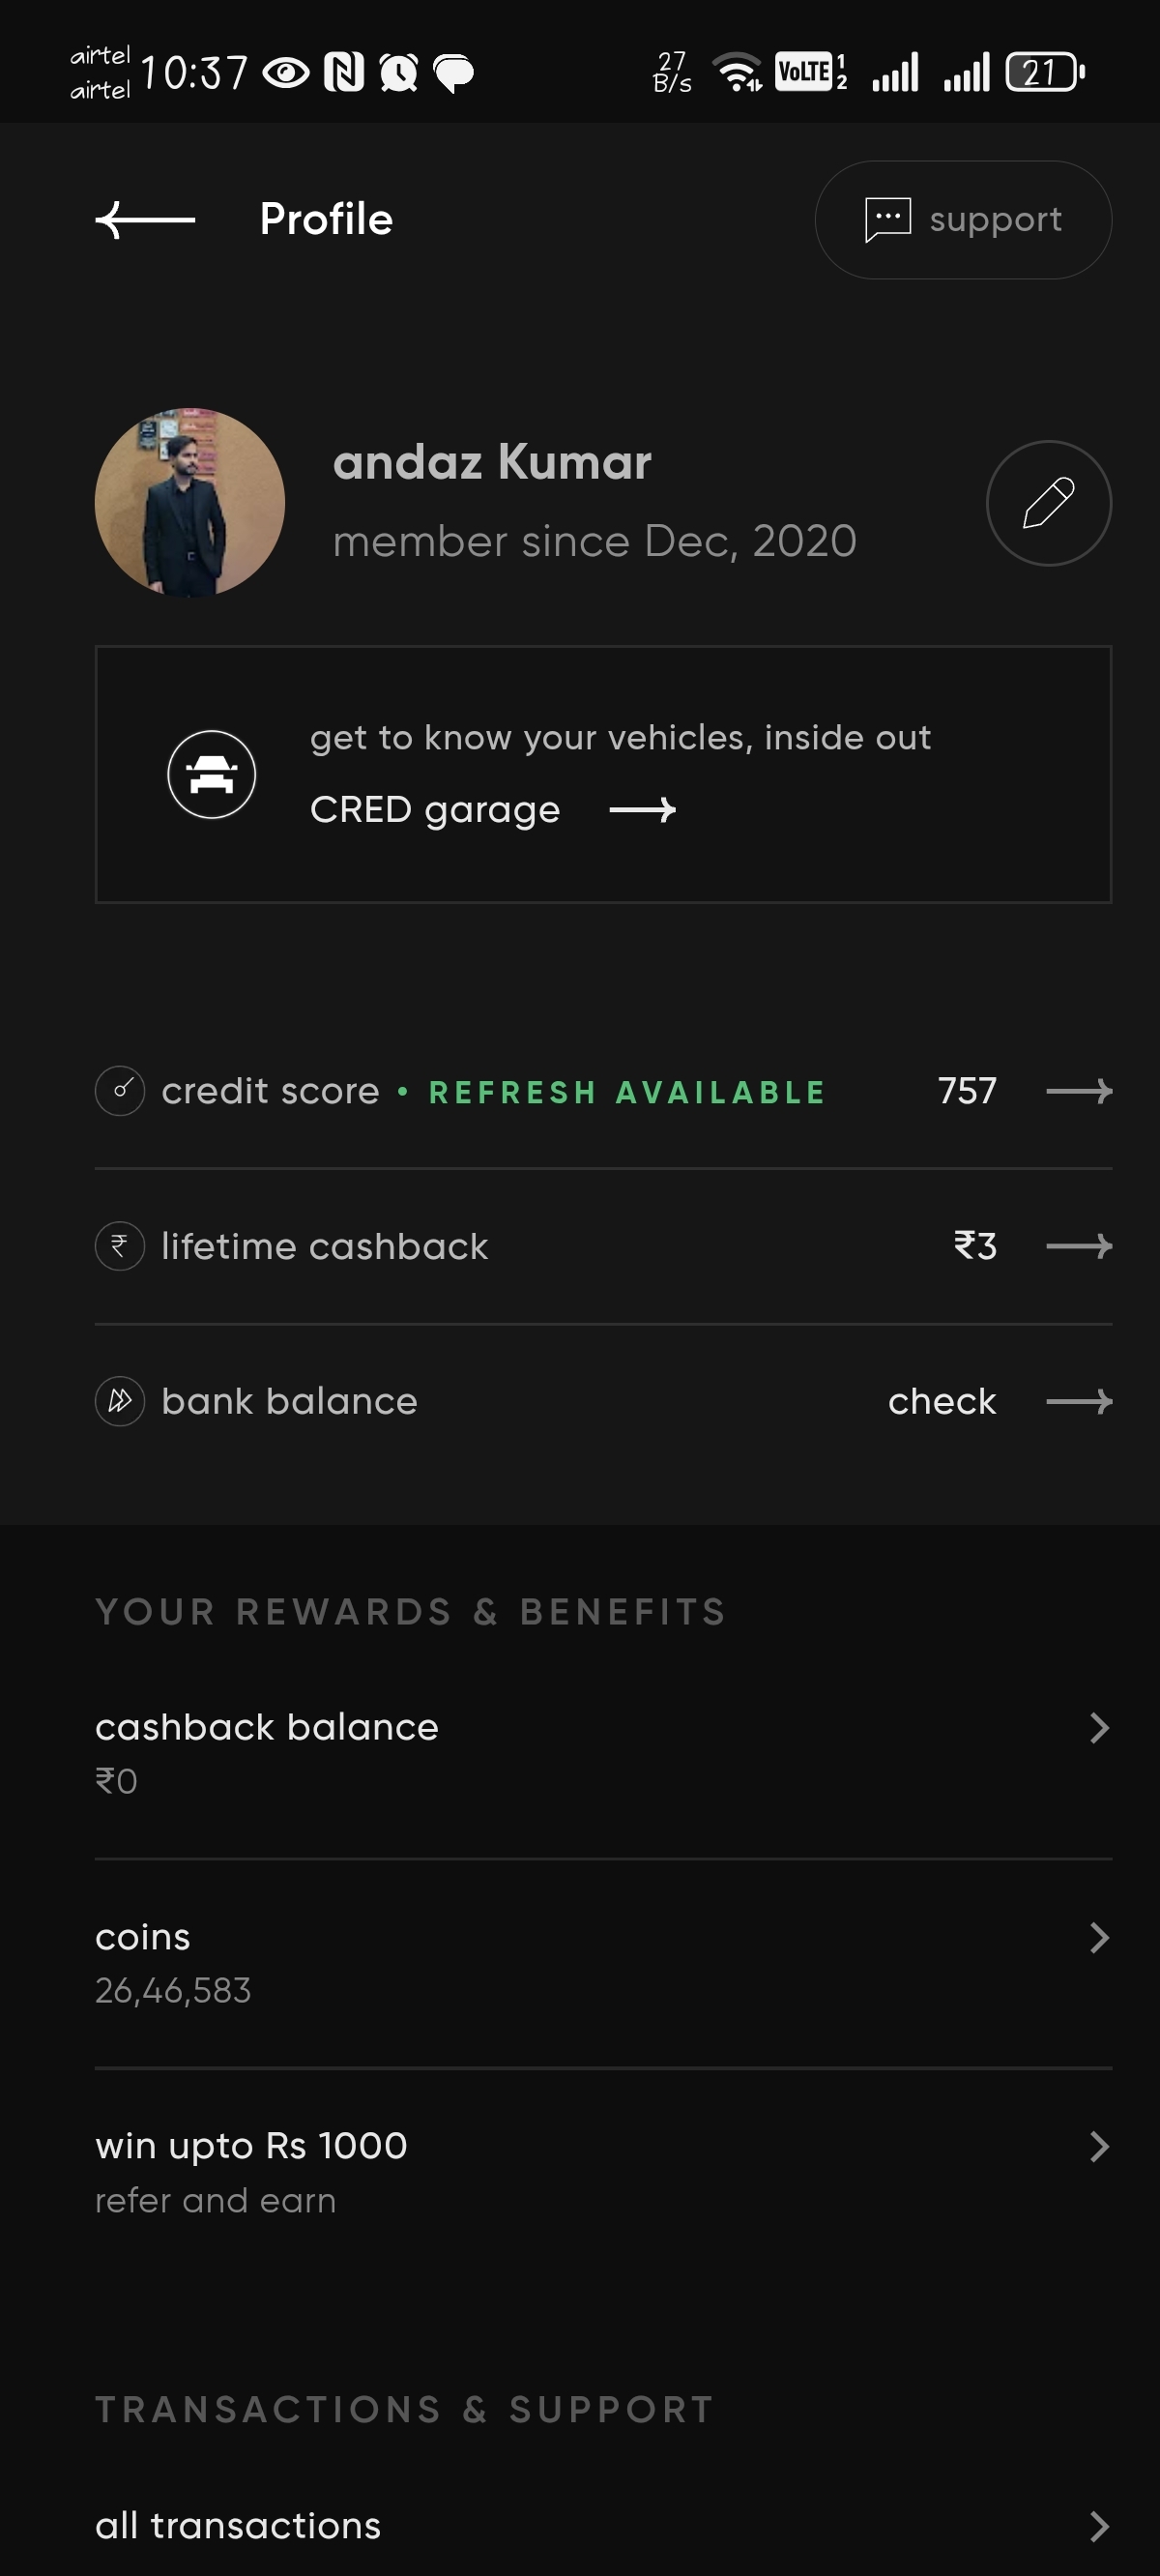 airtel
airtel
10:37
27
B/s
VoLTE 1
2
21
Profile
support
andaz Kumar
member since Dec, 2020
get to know your vehicles, inside out
CRED garage
credit score • REFRESH AVAILABLE 757
lifetime cashback ₹3
bank balance check
YOUR REWARDS & BENEFITS
cashback balance
₹0
coins
26,46,583
win upto Rs 1000
refer and earn
TRANSACTIONS & SUPPORT
all transactions